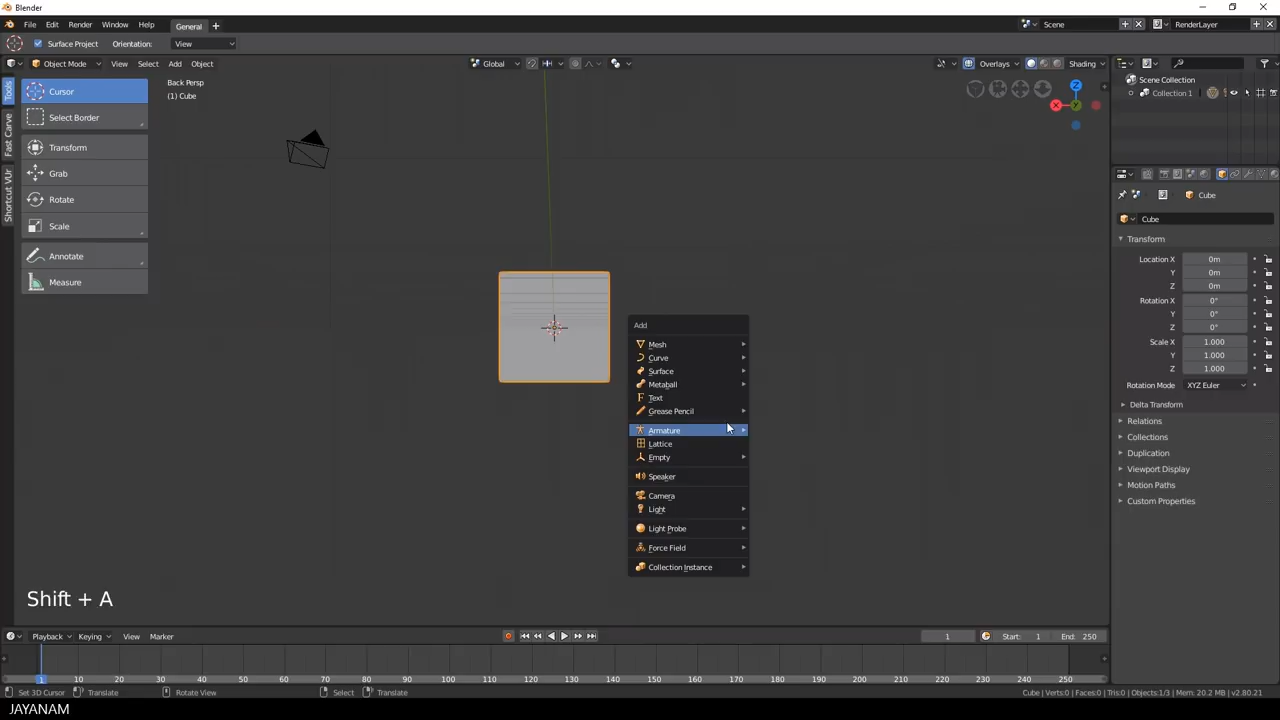 Blender
File Edit Render Window Help General + Scene RenderLayer
Surface Project Orientation: View
Object Mode View Select Add Object Global Overlays Shading
Back Persp
(1) Cube
Tools
Fast Carve
Shortcut VUr
Cursor
Select Border
Transform
Grab
Rotate
Scale
Annotate
Measure
Add
Mesh
Curve
Surface
Metaball
Text
Grease Pencil
Armature
Lattice
Empty
Speaker
Camera
Light
Light Probe
Force Field
Collection Instance
Z
X
Y
Scene Collection
Collection 1
Cube
Cube
Transform
Location X 0m
Y 0m
Z 0m
Rotation X 0°
Y 0°
Z 0°
Scale X 1.000
Y 1.000
Z 1.000
Rotation Mode XYZ Euler
Delta Transform
Relations
Collections
Duplication
Viewport Display
Motion Paths
Custom Properties
Shift + A
Playback Keying View Marker 1 Start: 1 End: 250
1 10 20 30 40 50 60 70 80 90 100 110 120 130 140 150 160 170 180 190 200 210 220 230 240 250
Set 3D Cursor Translate Rotate View Select Translate Cube | Verts:0 | Faces:0 | Tris:0 | Objects:1/3 | Mem: 20.2 MB | v2.80.21
JAYANAM